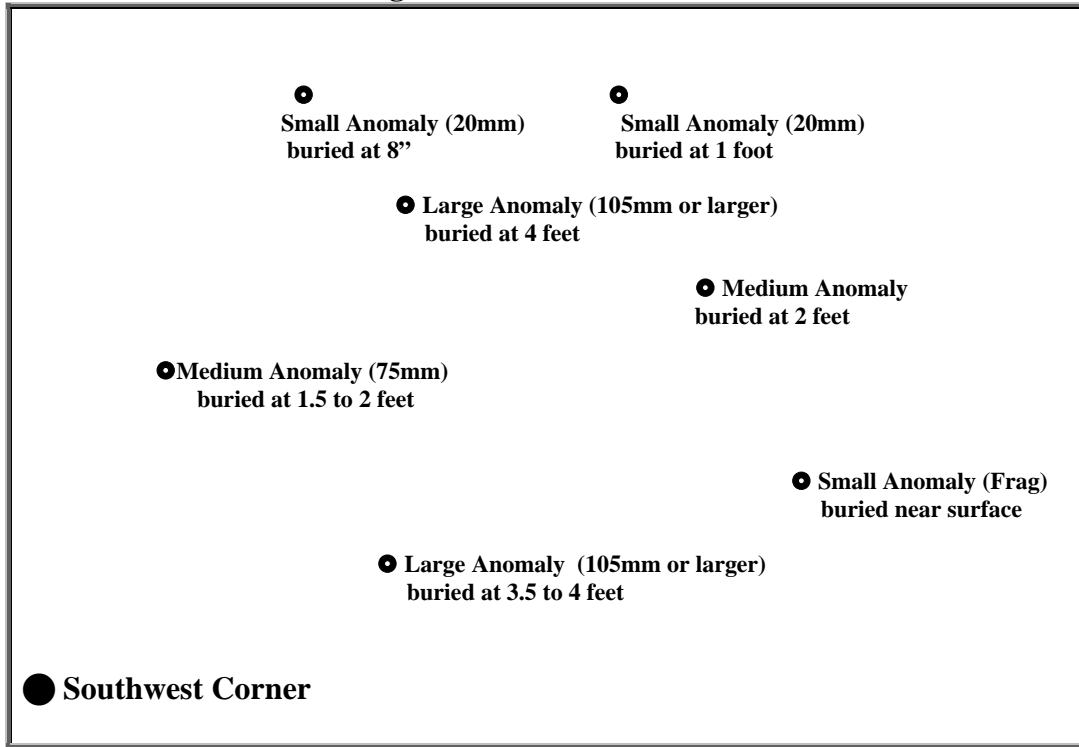 Small Anomaly (20mm)
buried at 8”
Small Anomaly (20mm)
buried at 1 foot
Large Anomaly (105mm or larger)
buried at 4 feet
Medium Anomaly
buried at 2 feet
Medium Anomaly (75mm)
buried at 1.5 to 2 feet
Small Anomaly (Frag)
buried near surface
Large Anomaly (105mm or larger)
buried at 3.5 to 4 feet
Southwest Corner